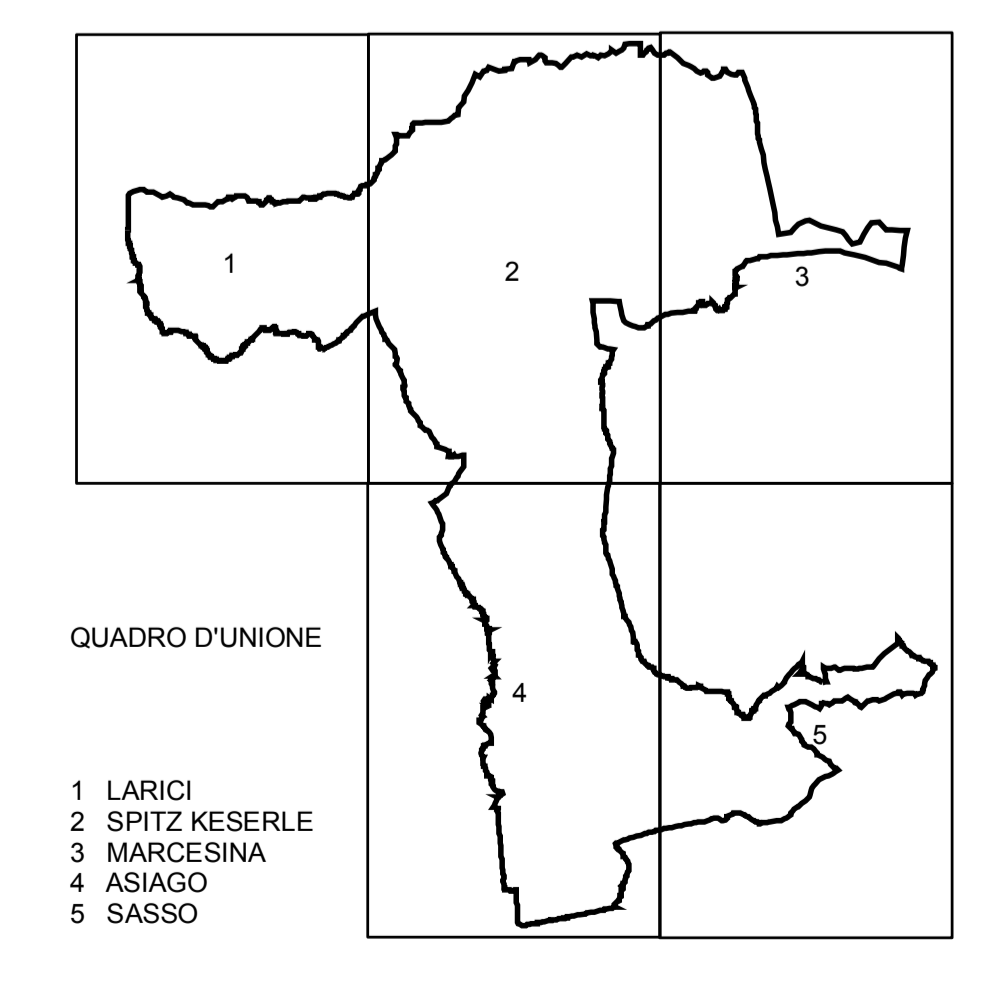 1
2
3
QUADRO D'UNIONE
4
5
1 LARICI
2 SPITZ KESERLE
3 MARCESINA
4 ASIAGO
5 SASSO